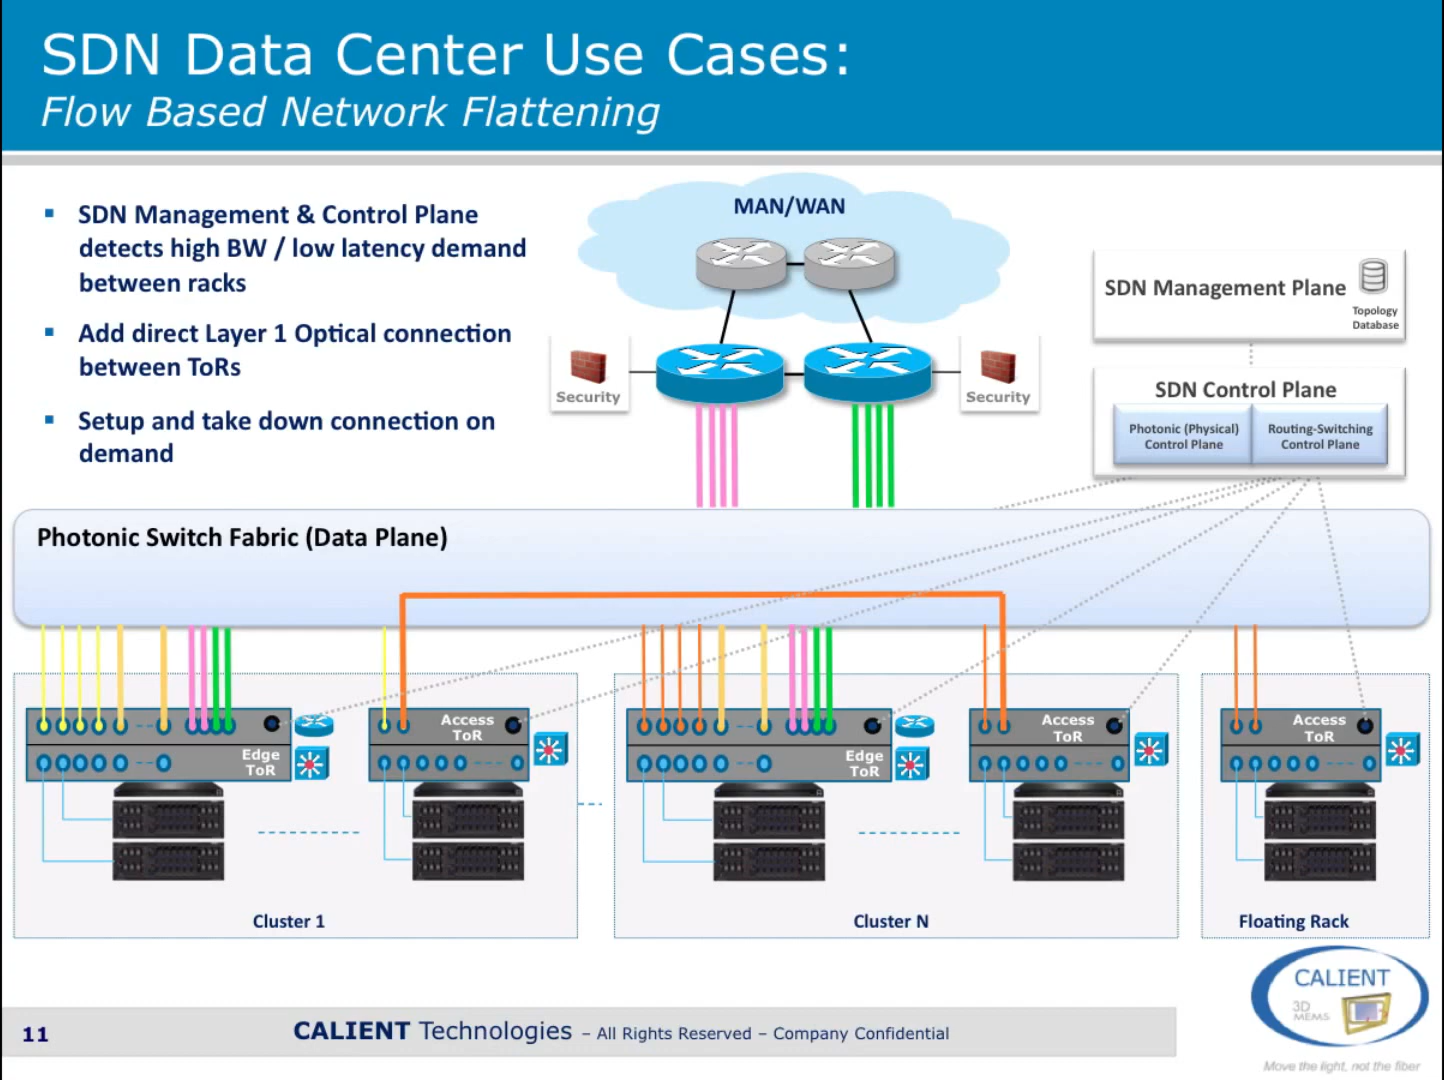 SDN Data Center Use Cases:
Flow Based Network Flattening
SDN Management & Control Plane
detects high BW / low latency demand
between racks
Add direct Layer 1 Optical connection
between ToRs
Setup and take down connection on
demand
MAN/WAN
Security
Security
SDN Management Plane
Topology
Database
SDN Control Plane
Photonic (Physical)
Control Plane
Routing-Switching
Control Plane
Photonic Switch Fabric (Data Plane)
Edge
ToR
Access
ToR
Edge
ToR
Access
ToR
Access
ToR
Cluster 1
Cluster N
Floating Rack
11
CALIENT Technologies – All Rights Reserved – Company Confidential
CALIENT
3D
MEMS
Move the light, not the fiber